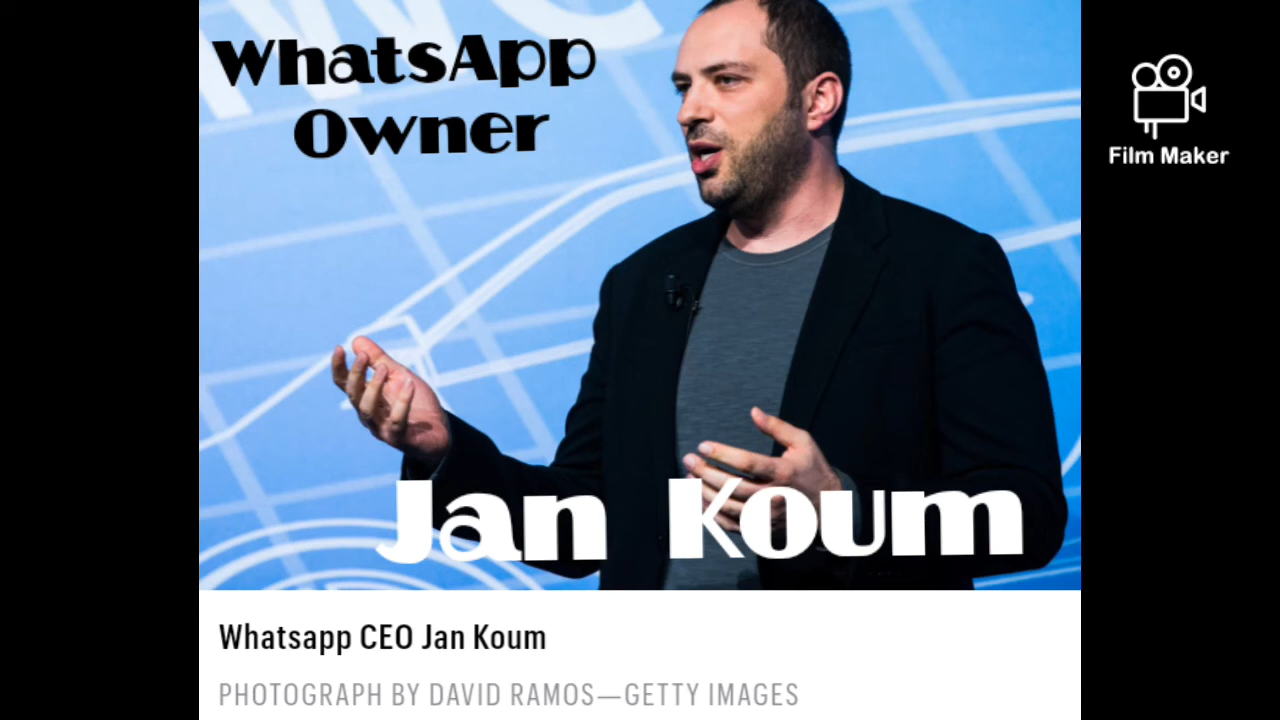 WhatsApp
Owner
Film Maker
Jan Koum
Whatsapp CEO Jan Koum
PHOTOGRAPH BY DAVID RAMOS—GETTY IMAGES